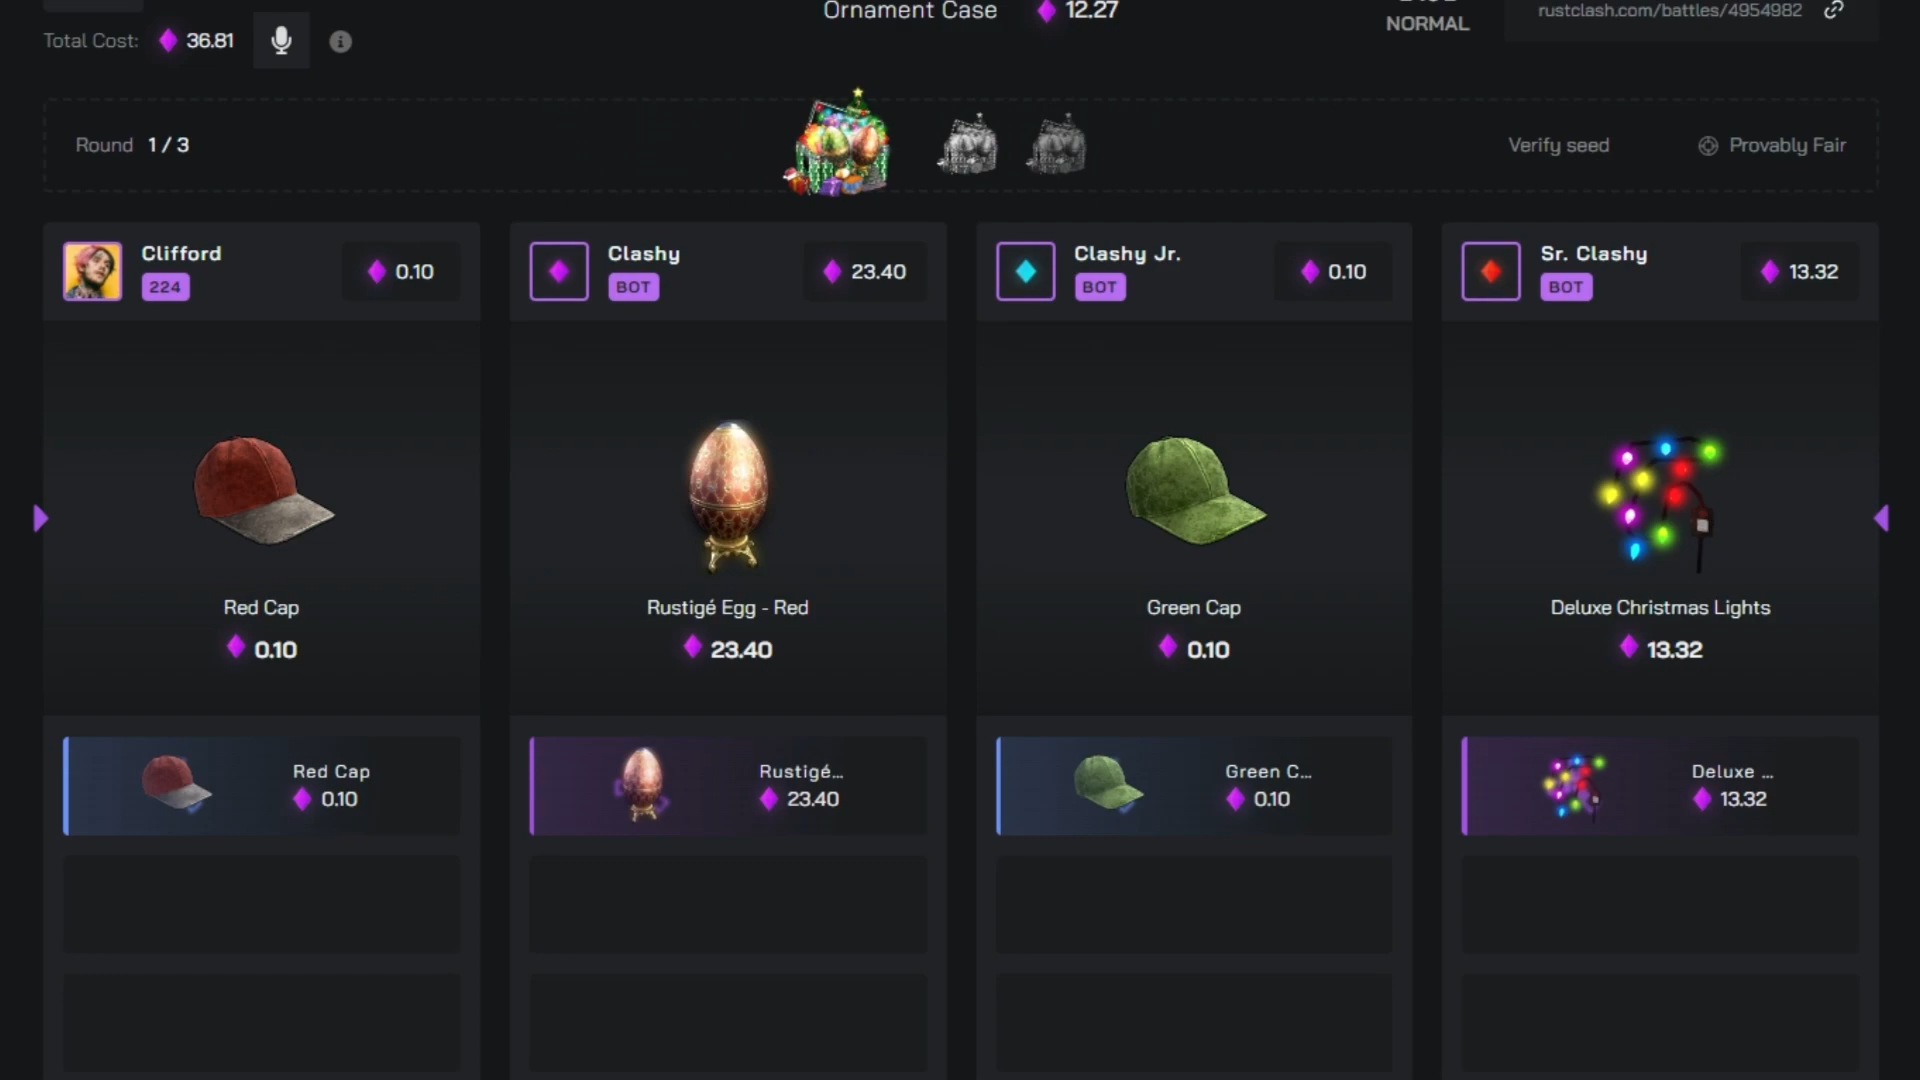 Ornament Case 12.27
NORMAL
rustclash.com/battles/4954982
Total Cost: 36.81
Round 1 / 3
Verify seed
Provably Fair
Clifford
224
0.10
Clashy
BOT
23.40
Clashy Jr.
BOT
0.10
Sr. Clashy
BOT
13.32
Red Cap
0.10
Rustigé Egg - Red
23.40
Green Cap
0.10
Deluxe Christmas Lights
13.32
Red Cap
0.10
Rustigé...
23.40
Green C...
0.10
Deluxe ...
13.32